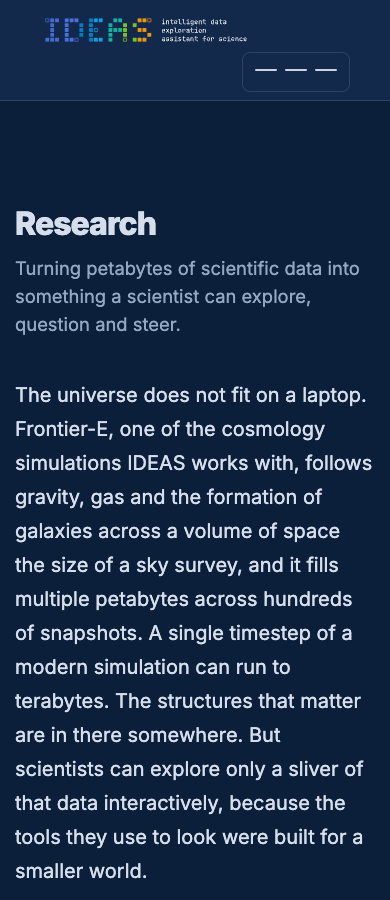 IDEAS
intelligent data
exploration
assistant for science
Research
Turning petabytes of scientific data into
something a scientist can explore,
question and steer.
The universe does not fit on a laptop.
Frontier-E, one of the cosmology
simulations IDEAS works with, follows
gravity, gas and the formation of
galaxies across a volume of space
the size of a sky survey, and it fills
multiple petabytes across hundreds
of snapshots. A single timestep of a
modern simulation can run to
terabytes. The structures that matter
are in there somewhere. But
scientists can explore only a sliver of
that data interactively, because the
tools they use to look were built for a
smaller world.